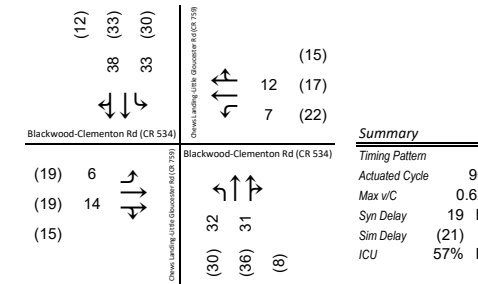 (12) (33) (30)
38 33
Chews Landing-Little Gloucester Rd (CR 759)
(15)
12 (17)
7 (22)
Blackwood-Clementon Rd (CR 534)
Blackwood-Clementon Rd (CR 534)
(19) 6
(19) 14
(15)
Chews Landing-Little Gloucester Rd (CR 759)
32 31
(30) (36) (8)
Summary
Timing Pattern
Actuated Cycle
Max v/C 0.6
Syn Delay 19
Sim Delay (21)
ICU 57%